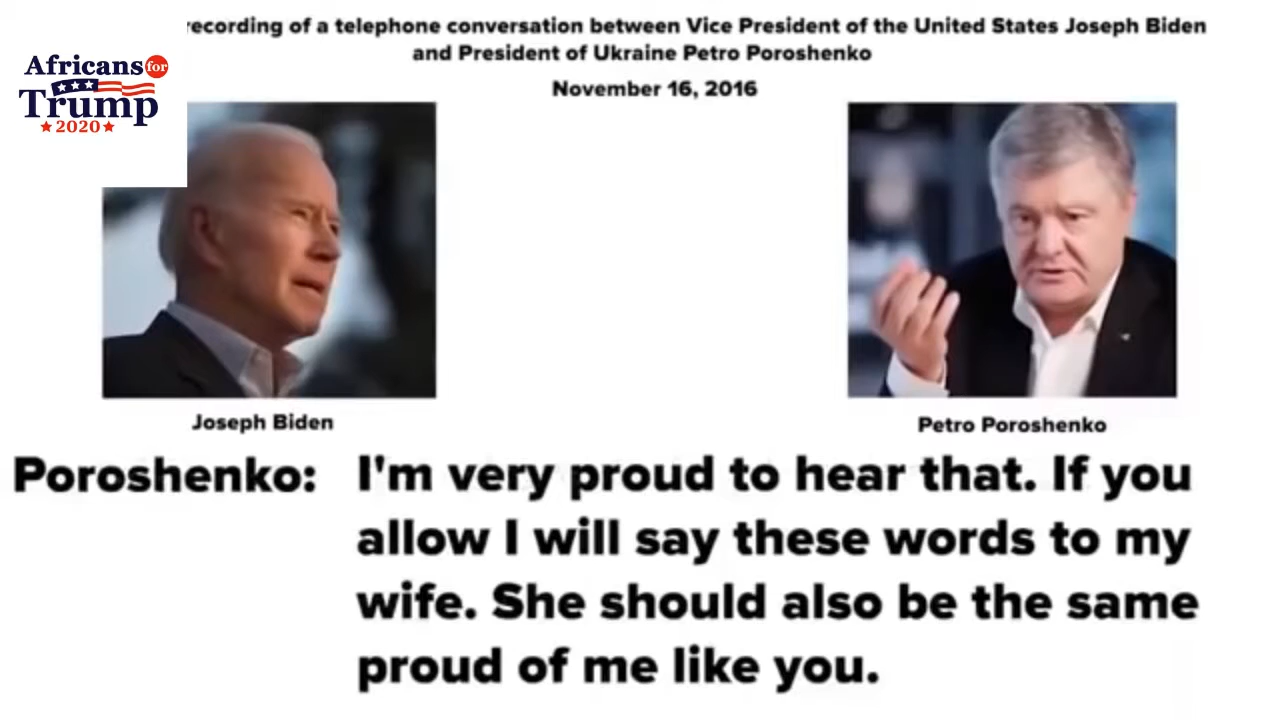 recording of a telephone conversation between Vice President of the United States Joseph Biden
and President of Ukraine Petro Poroshenko
November 16, 2016
Africans for
Trump
2020
Joseph Biden
Petro Poroshenko
Poroshenko: I'm very proud to hear that. If you
allow I will say these words to my
wife. She should also be the same
proud of me like you.